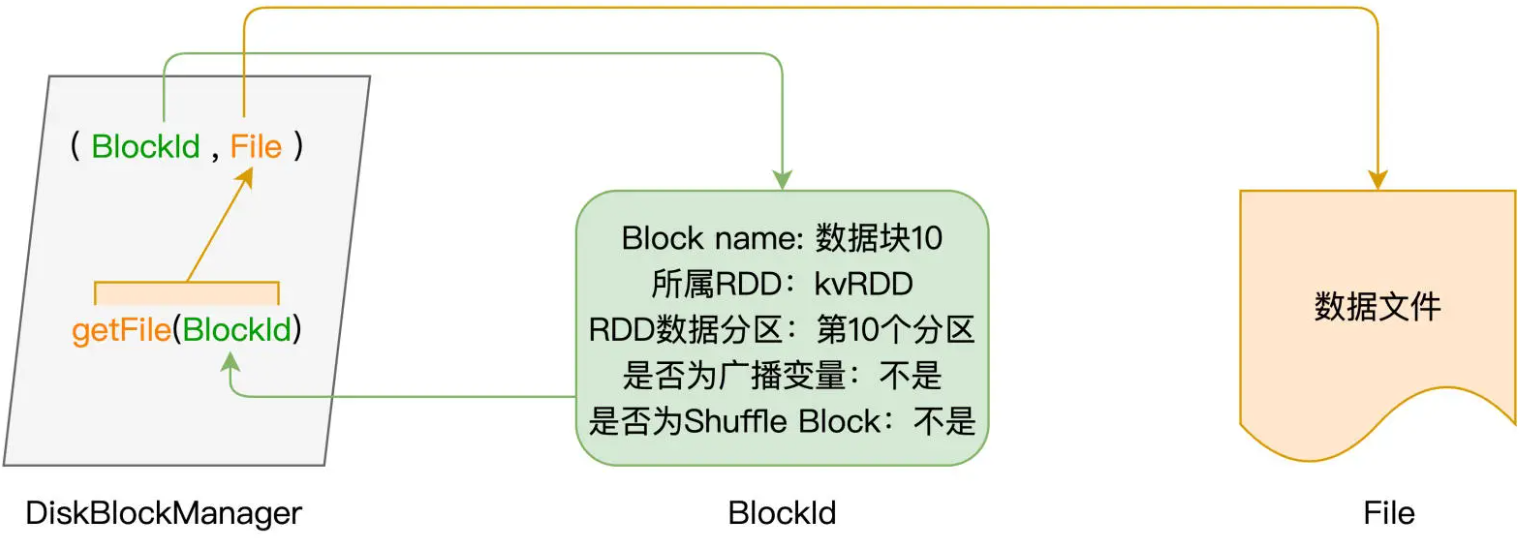 ( BlockId , File )
getFile(BlockId)
Block name: 数据块10
所属RDD：kvRDD
RDD数据分区：第10个分区
是否为广播变量：不是
是否为Shuffle Block：不是
数据文件
DiskBlockManager
BlockId
File